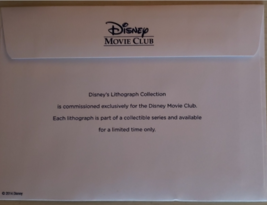 Disney
MOVIE CLUB
Disney's Lithograph Collection
is commissioned exclusively for the Disney Movie Club.
Each lithograph is part of a collectible series and available
for a limited time only.
Disney